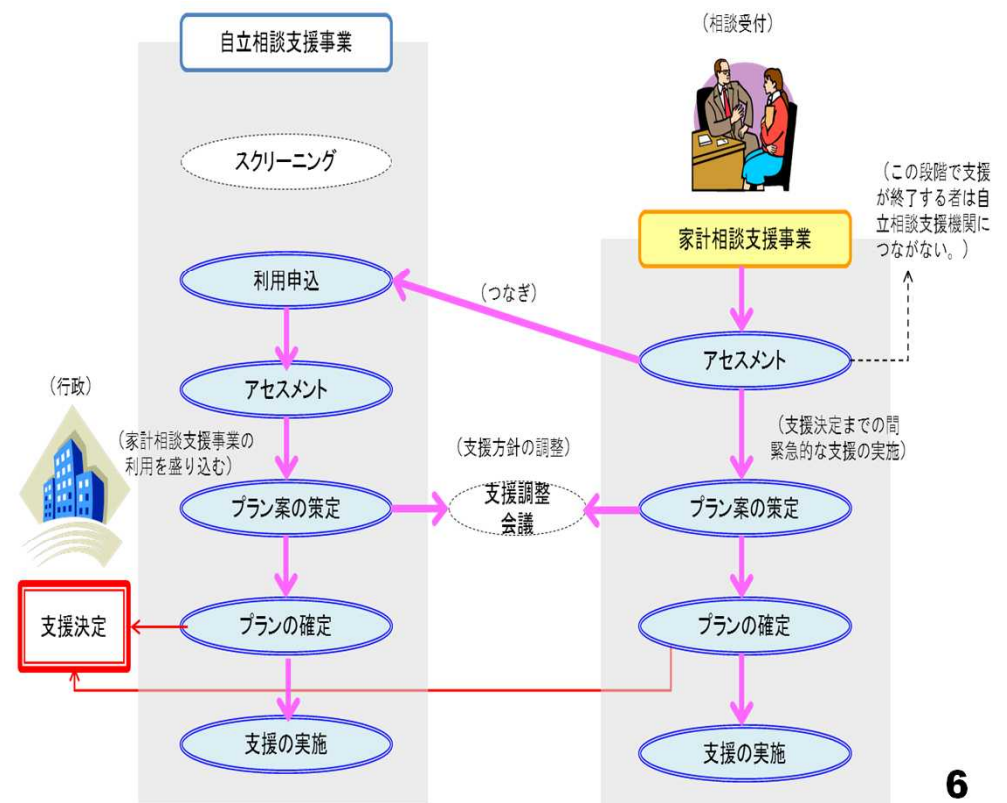 自立相談支援事業
（相談受付）
スクリーニング
（この段階で支援
が終了する者は自
立相談支援機関に
つながない。）
家計相談支援事業
利用申込
（つなぎ）
アセスメント
アセスメント
（行政）
（家計相談支援事業の
利用を盛り込む）
（支援方針の調整）
（支援決定までの間
緊急的な支援の実施）
プラン案の策定
支援調整
会議
プラン案の策定
支援決定
プランの確定
プランの確定
支援の実施
支援の実施
6